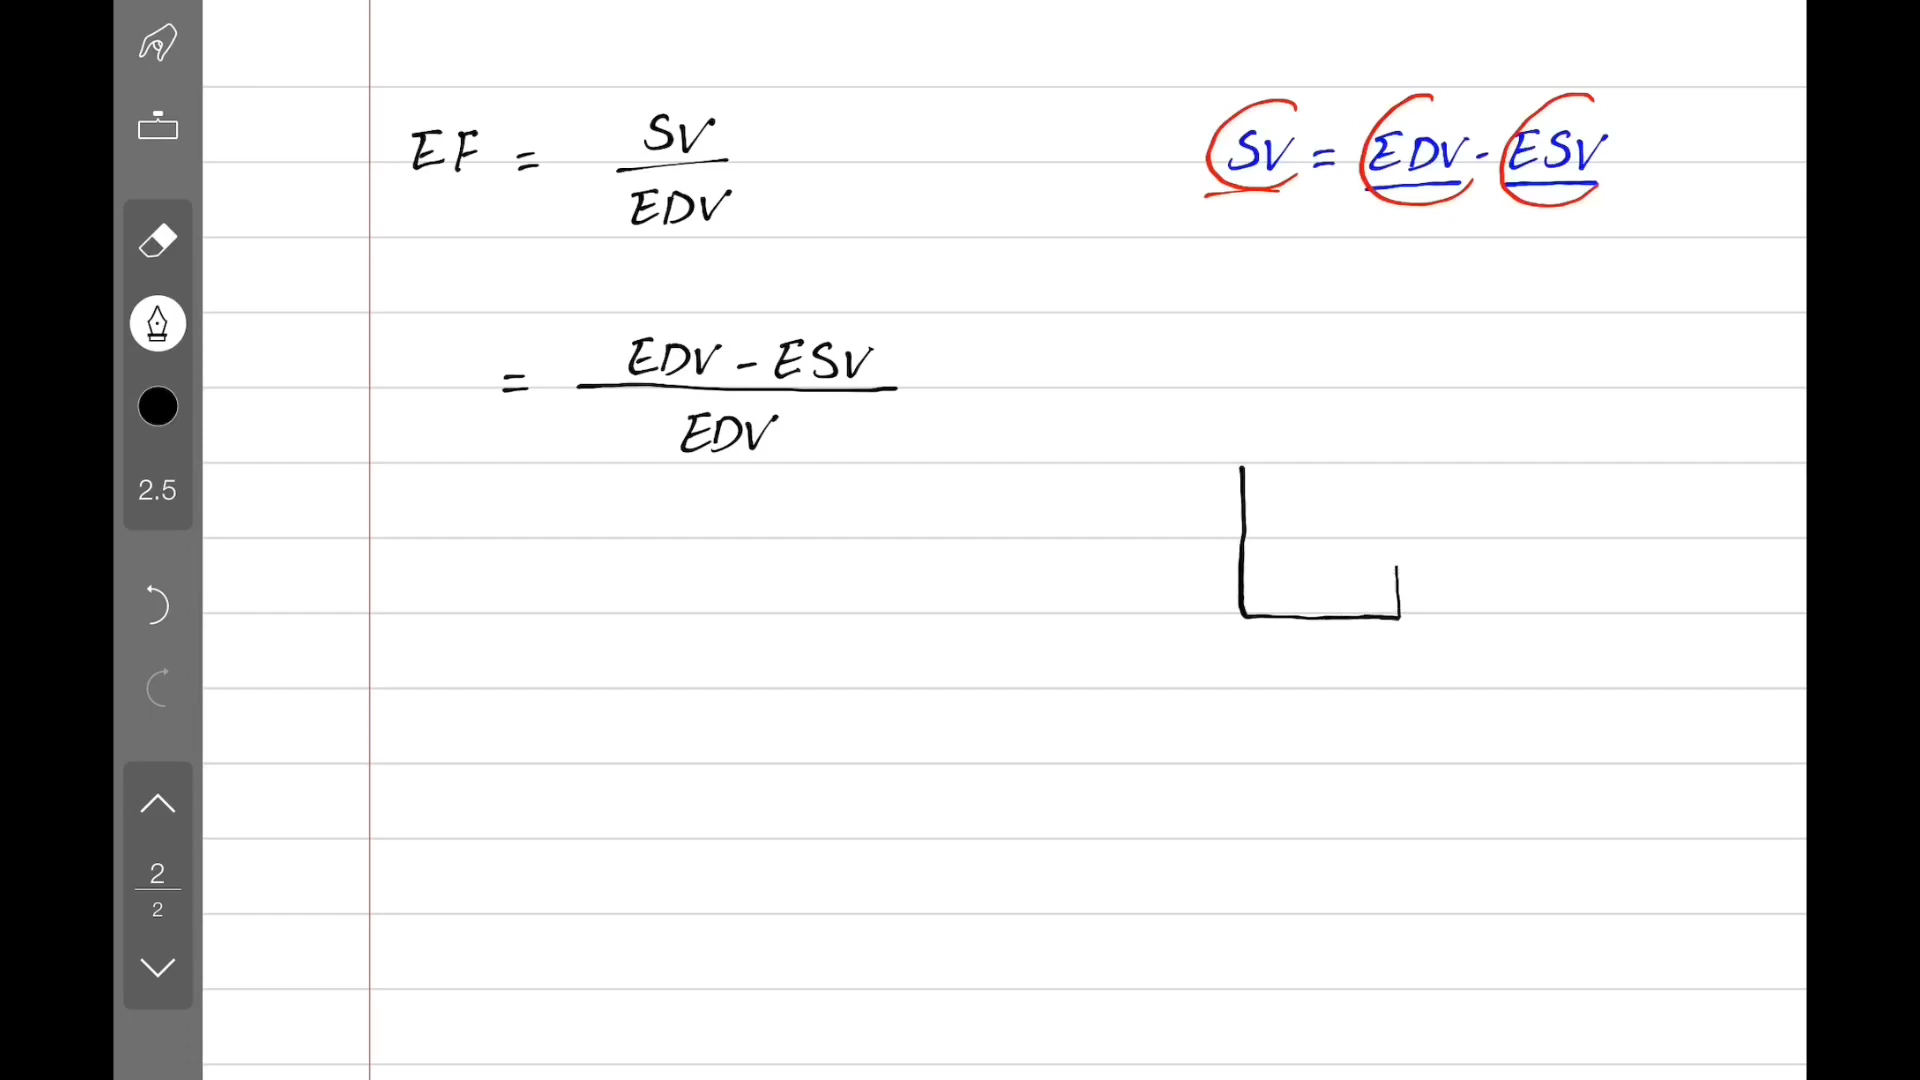 EF = SV / EDV
SV = EDV - ESV
= EDV - ESV / EDV
2.5
2
2